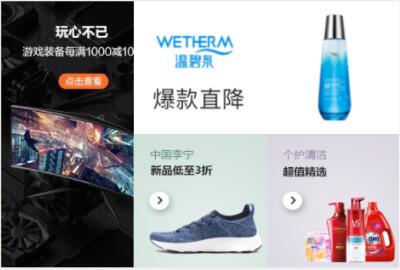 玩心不已
游戏装备每满1000减10
点击查看
WETHERM
温碧泉
爆款直降
中国李宁
新品低至3折
个护清洁
超值精选
VS